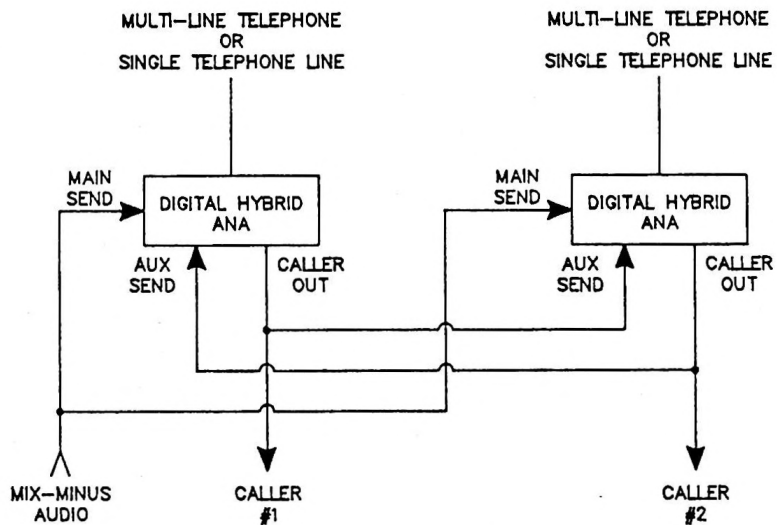 MULTI-LINE TELEPHONE
OR
SINGLE TELEPHONE LINE
MULTI-LINE TELEPHONE
OR
SINGLE TELEPHONE LINE
MAIN
SEND
DIGITAL HYBRID
ANA
AUX
SEND
CALLER
OUT
MAIN
SEND
DIGITAL HYBRID
ANA
AUX
SEND
CALLER
OUT
MIX-MINUS
AUDIO
CALLER
#1
CALLER
#2